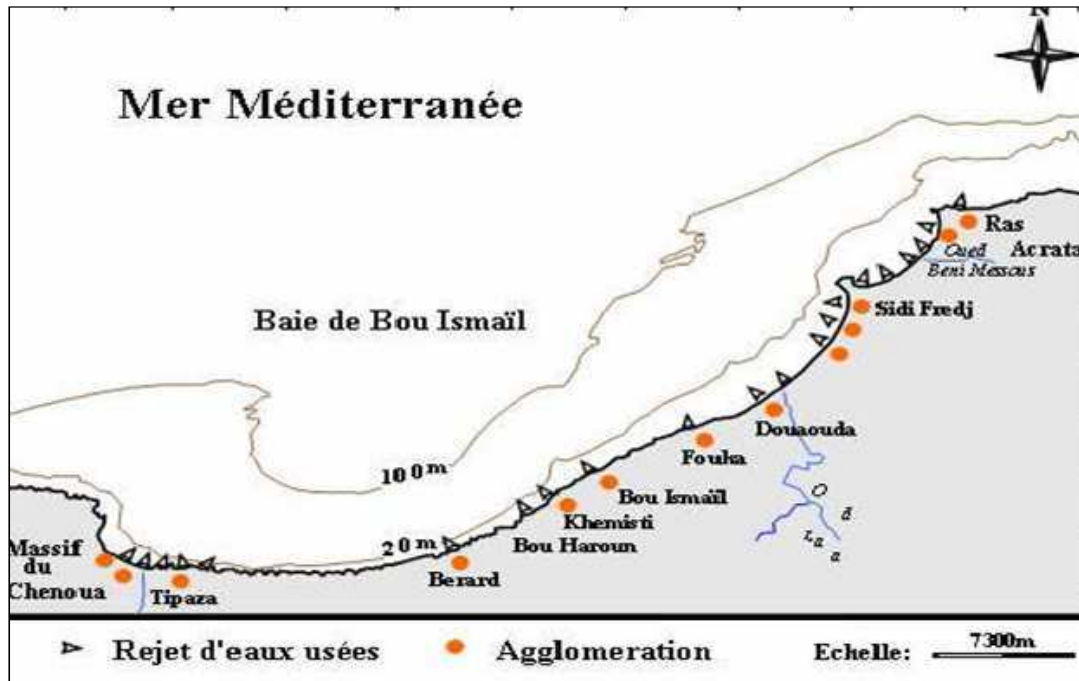 N
Mer Méditerranée
Ras
Acrata
Oued
Beni Messous
Sidi Fredj
Baie de Bou Ismaïl
Douaouda
Fouka
100m
Bou Ismaïl
Khemisti
Bou Haroun
20m
Berard
Massif
du
Chenoua
Tipaza
Rejet d'eaux usées
Agglomeration
Echelle:
7300m